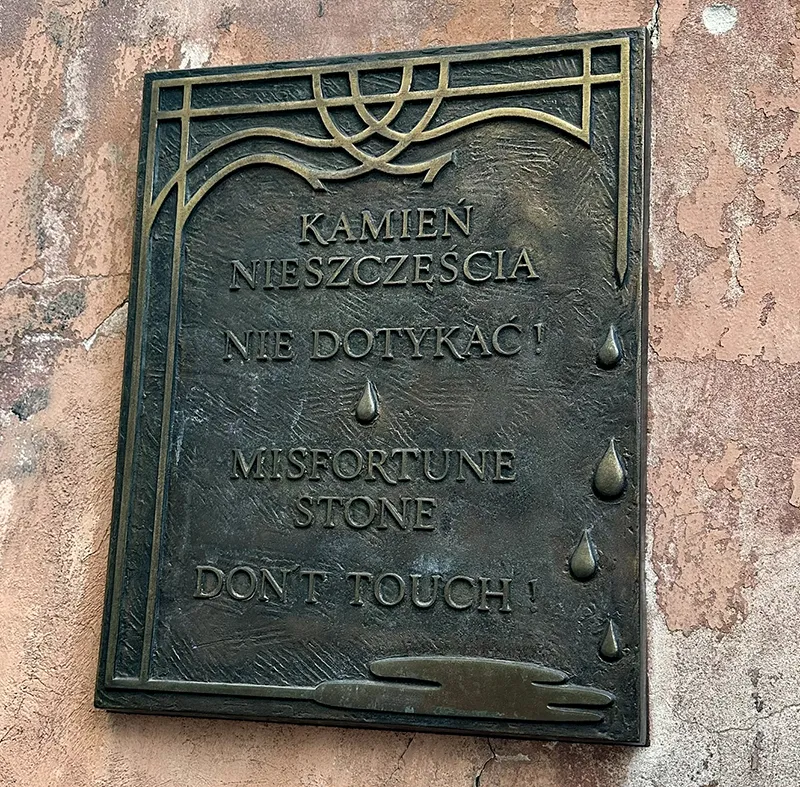 KAMIEŃ
NIESZCZĘŚCIA
NIE DOTYKAĆ!
MISFORTUNE
STONE
DON'T TOUCH!